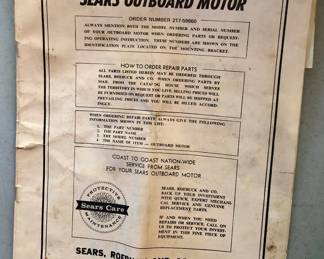 SEARS OUTBOARD MOTOR
ORDER NUMBER 217-59660
ALWAYS MENTION BOTH THE MODEL NUMBER AND SERIAL NUMBER
OF YOUR OUTBOARD MOTOR WHEN ORDERING PARTS OR REQUEST-
ING OPERATING INSTRUCTION. THESE NUMBERS ARE SHOWN ON THE
IDENTIFICATION PLATE LOCATED ON THE MOUNTING BRACKET.
HOW TO ORDER REPAIR PARTS
ALL PARTS LISTED HEREIN MAY BE ORDERED THROUGH
SEARS, ROEBUCK AND CO. WHEN ORDERING PARTS BY
MAIL FROM THE CATALOG HOUSE WHICH SERVES
THE TERRITORY IN WHICH YOU LIVE, SELLING PRICES WILL
BE FURNISHED ON REQUEST OR PARTS WILL BE SHIPPED AT
PREVAILING PRICES AND YOU WILL BE BILLED ACCORD-
INGLY.
WHEN ORDERING REPAIR PARTS, ALWAYS GIVE THE FOLLOWING
INFORMATION SHOWN IN THIS LIST:
1. THE PART NUMBER
2. THE PART NAME
3. THE MODEL NUMBER
4. THE NAME OF ITEM — OUTBOARD MOTOR
COAST TO COAST NATION-WIDE
SERVICE FROM SEARS
FOR YOUR SEARS OUTBOARD MOTOR
PROTECTIVE
Sears Care
MAINTENANCE
SEARS, ROEBUCK AND CO.
BACK UP YOUR INVESTMENT
WITH QUICK, EXPERT MECHANI-
CAL SERVICE AND GENUINE
REPLACEMENT PARTS.
IF AND WHEN YOU NEED
REPAIRS OR SERVICE, CALL ON
US TO PROTECT YOUR INVEST-
MENT IN THIS FINE PIECE OF
EQUIPMENT.
SEARS, ROEBUCK AND